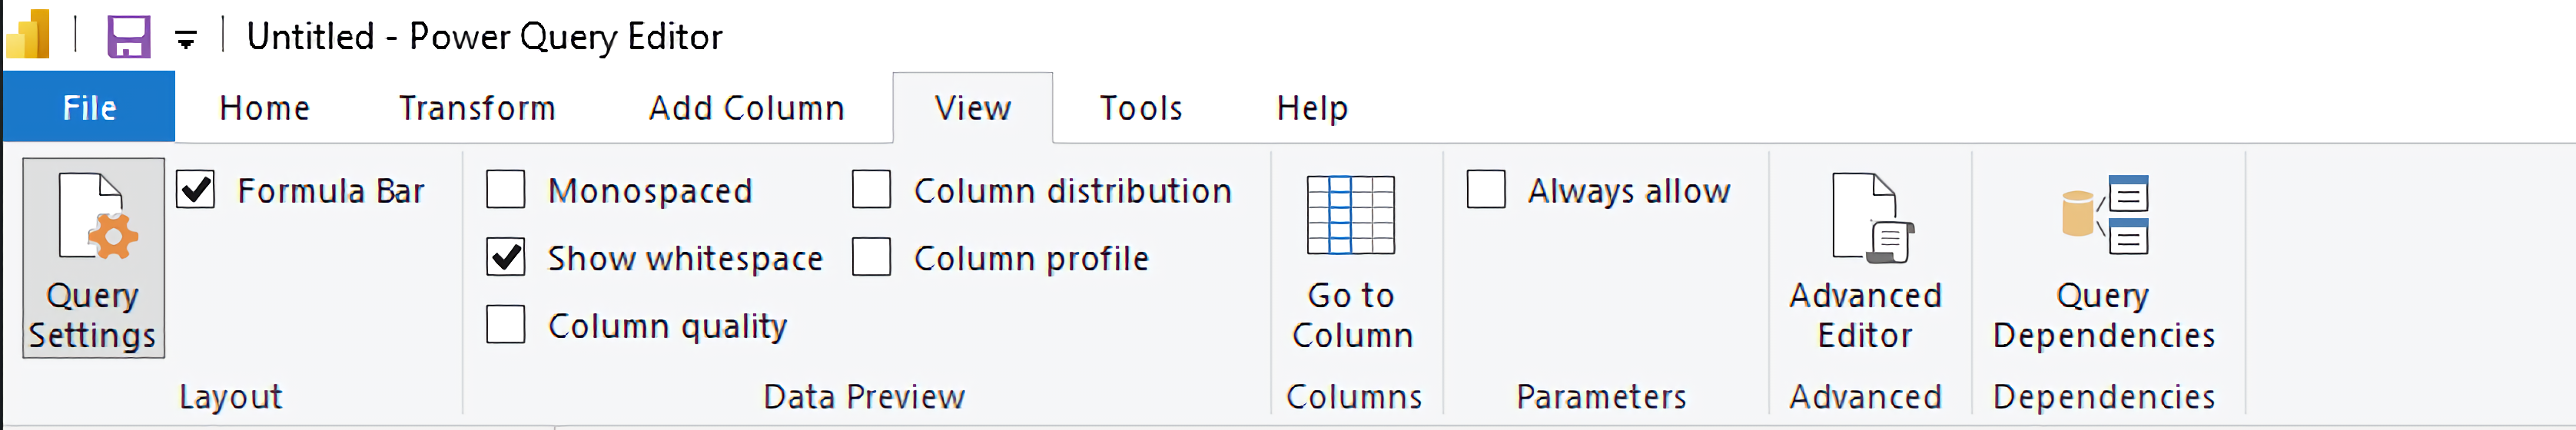 Untitled - Power Query Editor
File Home Transform Add Column View Tools Help
Query
Settings
Formula Bar
Layout
Monospaced
Show whitespace
Column quality
Column distribution
Column profile
Data Preview
Go to
Column
Columns
Always allow
Parameters
Advanced
Editor
Advanced
Query
Dependencies
Dependencies